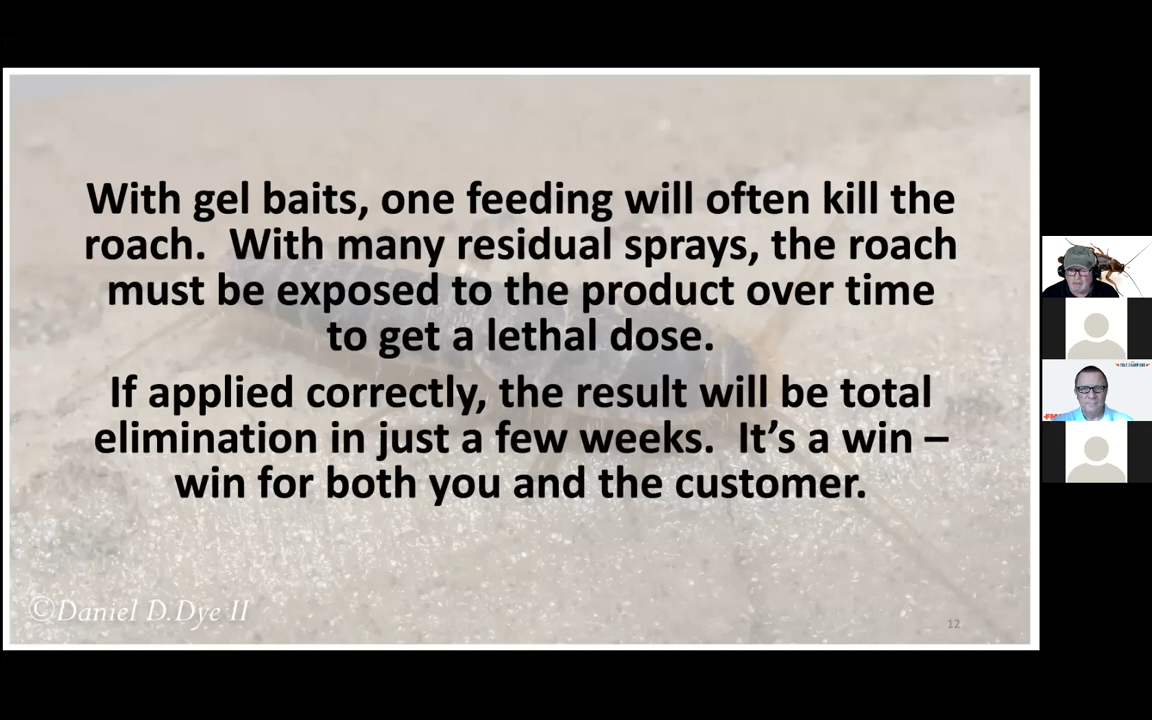 With gel baits, one feeding will often kill the
roach.  With many residual sprays, the roach
must be exposed to the product over time
to get a lethal dose.
If applied correctly, the result will be total
elimination in just a few weeks.  It’s a win –
win for both you and the customer.
©Daniel D.Dye II
12